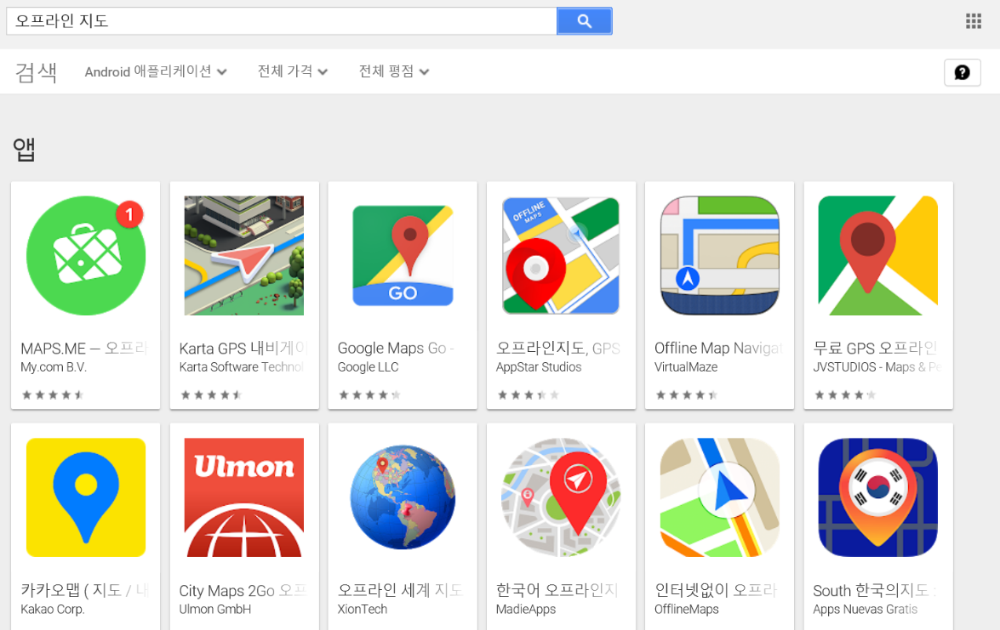 오프라인 지도
검색 Android 애플리케이션 전체 가격 전체 평점
앱
1
GO
OFFLINE
MAPS
MAPS.ME — 오프라
My.com B.V.
Karta GPS 내비게이
Karta Software Technol
Google Maps Go -
Google LLC
오프라인지도, GPS
AppStar Studios
Offline Map Navigat
VirtualMaze
무료 GPS 오프라인
JVSTUDIOS - Maps & Pe
Ulmon
카카오맵 ( 지도 / 내
Kakao Corp.
City Maps 2Go 오프
Ulmon GmbH
오프라인 세계 지도
XionTech
한국어 오프라인지
MadieApps
인터넷없이 오프라
OfflineMaps
South 한국의지도 :
Apps Nuevas Gratis